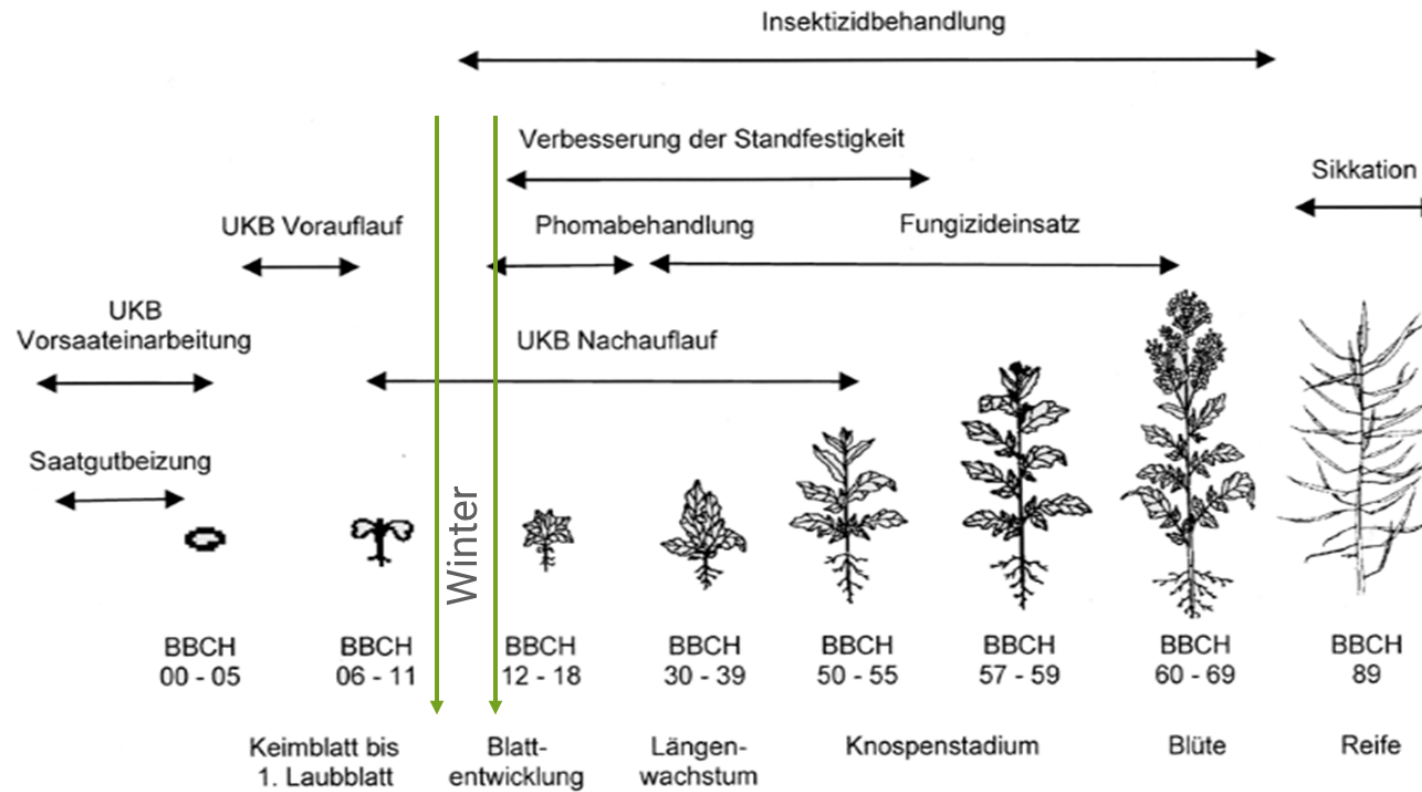 Insektizidbehandlung
Verbesserung der Standfestigkeit
Sikkation
UKB Vorauflauf
Phomabehandlung
Fungizideinsatz
UKB
Vorsaateinarbeitung
UKB Nachauflauf
Saatgutbeizung
Winter
BBCH
00 - 05
BBCH
06 - 11
BBCH
12 - 18
BBCH
30 - 39
BBCH
50 - 55
BBCH
57 - 59
BBCH
60 - 69
BBCH
89
Keimblatt bis
1. Laubblatt
Blatt-
entwicklung
Längen-
wachstum
Knospenstadium
Blüte
Reife